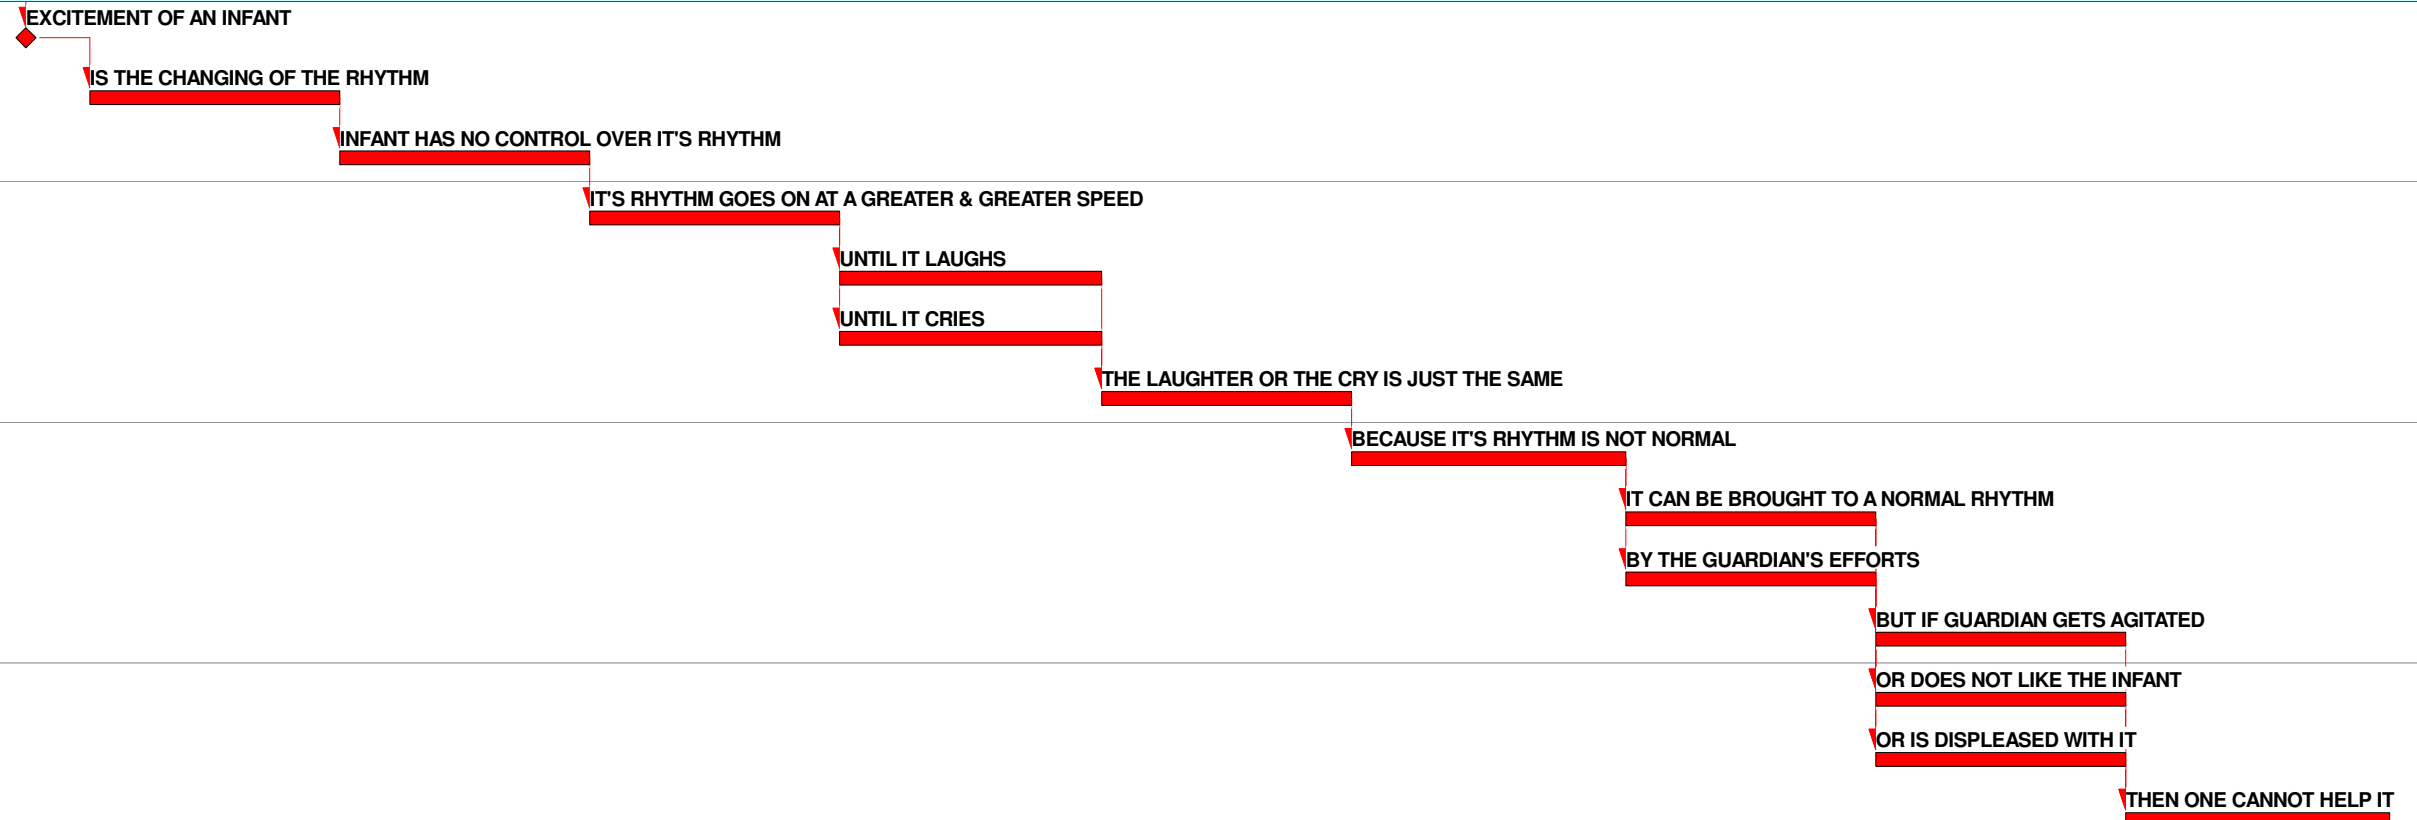 EXCITEMENT OF AN INFANT
IS THE CHANGING OF THE RHYTHM
INFANT HAS NO CONTROL OVER IT'S RHYTHM
IT'S RHYTHM GOES ON AT A GREATER & GREATER SPEED
UNTIL IT LAUGHS
UNTIL IT CRIES
THE LAUGHTER OR THE CRY IS JUST THE SAME
BECAUSE IT'S RHYTHM IS NOT NORMAL
IT CAN BE BROUGHT TO A NORMAL RHYTHM
BY THE GUARDIAN'S EFFORTS
BUT IF GUARDIAN GETS AGITATED
OR DOES NOT LIKE THE INFANT
OR IS DISPLEASED WITH IT
THEN ONE CANNOT HELP IT